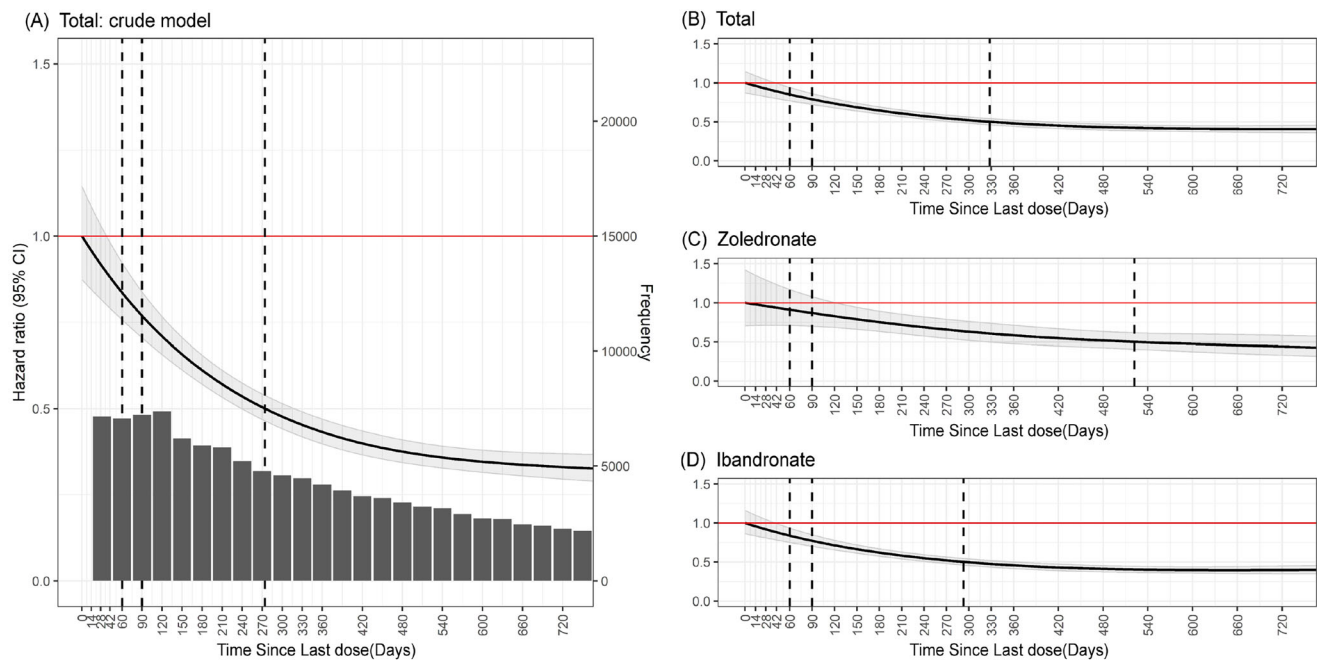 (A) Total: crude model
Hazard ratio (95% CI)
1.5
1.0
0.5
0.0
20000
15000
10000
5000
0
Frequency
0 14 28 42 60 90 120 150 180 210 240 270 300 330 360 420 480 540 600 660 720
Time Since Last dose(Days)
(B) Total
1.5
1.0
0.5
0.0
0 14 28 42 60 90 120 150 180 210 240 270 300 330 360 420 480 540 600 660 720
Time Since Last dose(Days)
(C) Zoledronate
1.5
1.0
0.5
0.0
0 14 28 42 60 90 120 150 180 210 240 270 300 330 360 420 480 540 600 660 720
Time Since Last dose(Days)
(D) Ibandronate
1.5
1.0
0.5
0.0
0 14 28 42 60 90 120 150 180 210 240 270 300 330 360 420 480 540 600 660 720
Time Since Last dose(Days)